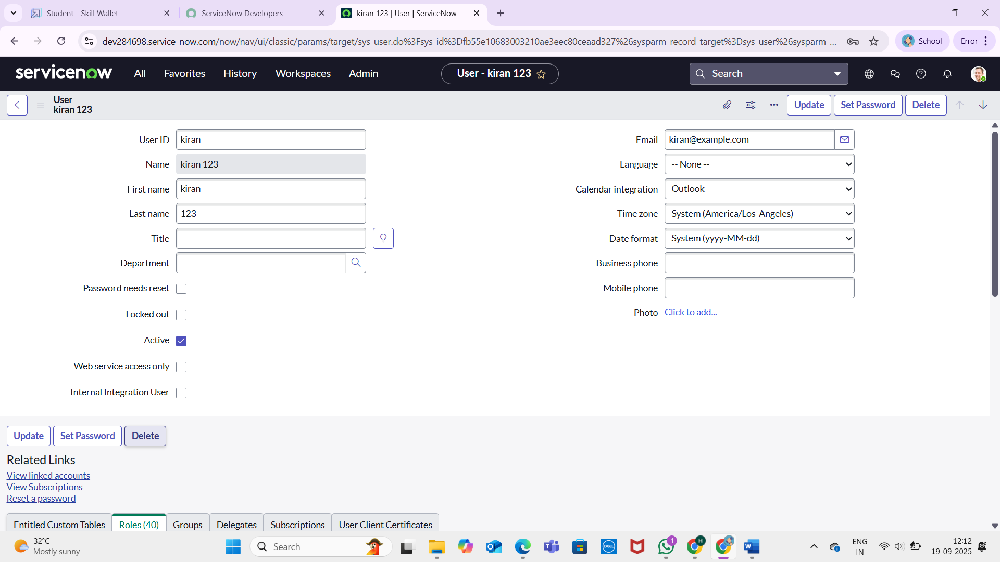 Student - Skill Wallet
ServiceNow Developers
kiran 123 | User | ServiceNow
dev284698.service-now.com/now/nav/ui/classic/params/target/sys_user.do%3Fsys_id%3Dfb55e10683003210ae3eec80ceaad327%26sysparm_record_target%3Dsys_user%26sysparm_...
School
Error
servicenow
All
Favorites
History
Workspaces
Admin
User - kiran 123
Search
User
kiran 123
Update
Set Password
Delete
User ID
kiran
Name
kiran 123
First name
kiran
Last name
123
Title
Department
Password needs reset
Locked out
Active
Web service access only
Internal Integration User
Email
kiran@example.com
Language
-- None --
Calendar integration
Outlook
Time zone
System (America/Los_Angeles)
Date format
System (yyyy-MM-dd)
Business phone
Mobile phone
Photo
Click to add...
Update
Set Password
Delete
Related Links
View linked accounts
View Subscriptions
Reset a password
Entitled Custom Tables
Roles (40)
Groups
Delegates
Subscriptions
User Client Certificates
32°C
Mostly sunny
Search
DELL
1
H
W
ENG
IN
12:12
19-09-2025